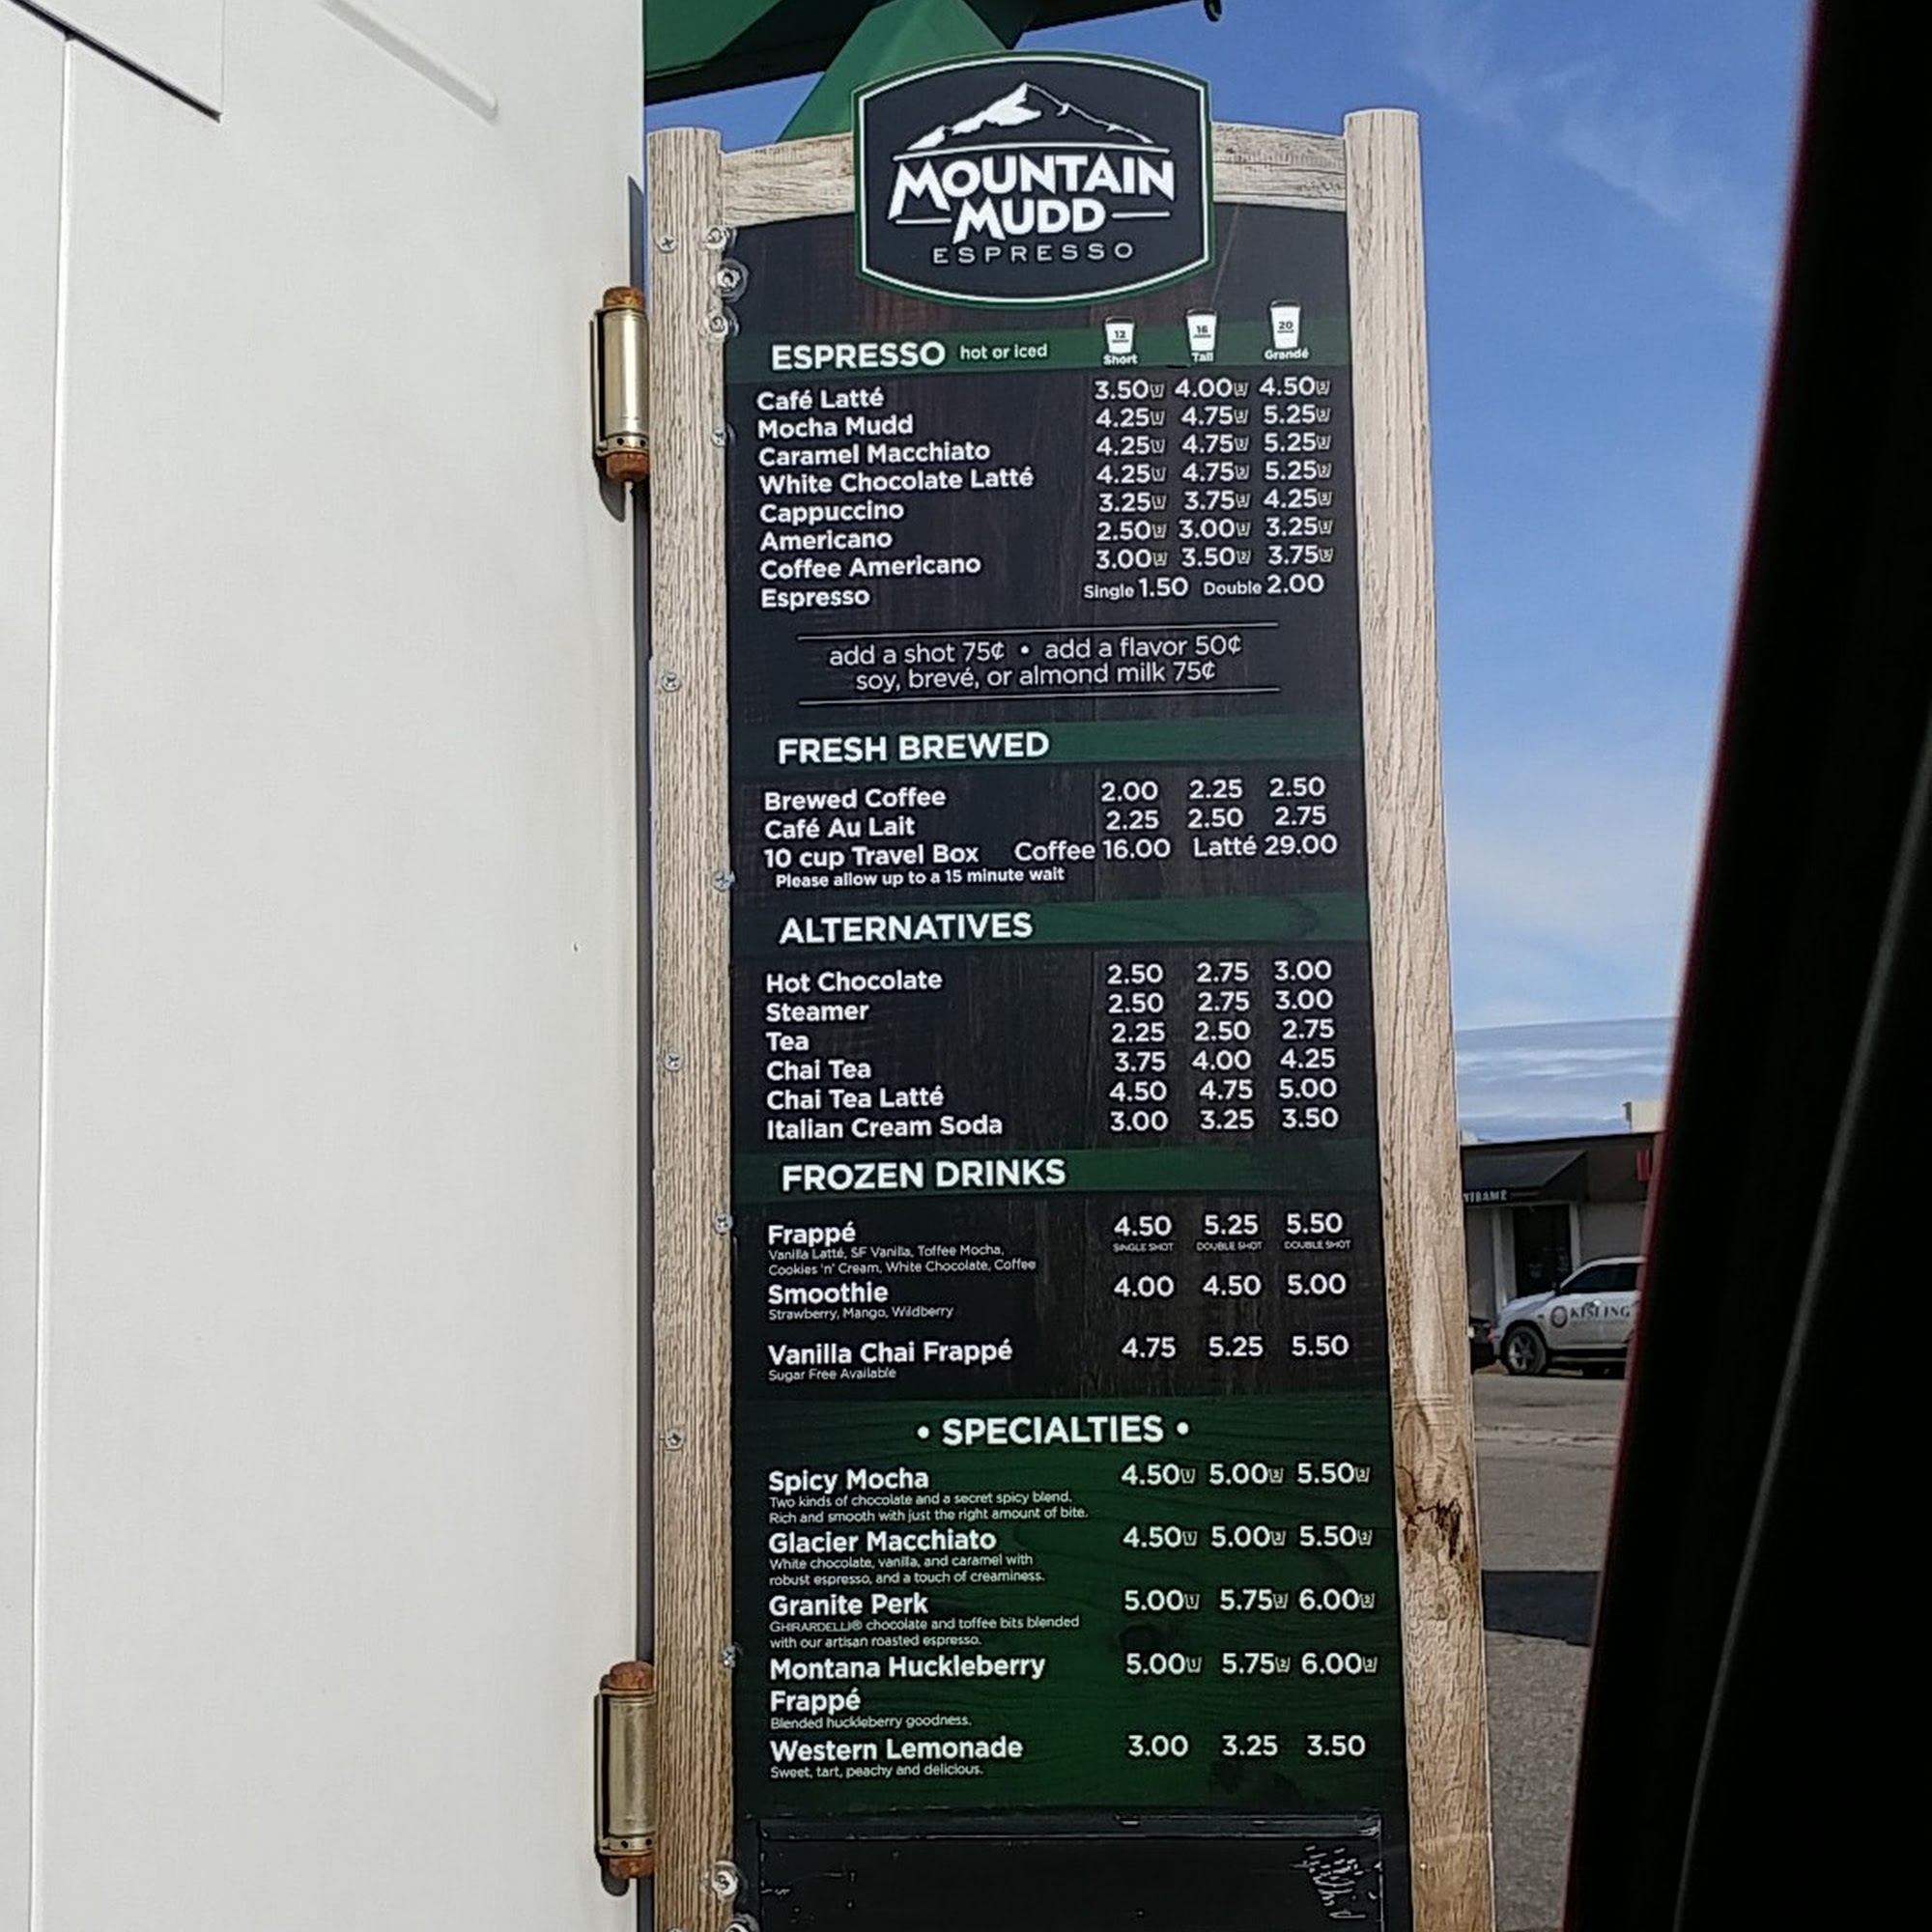 MOUNTAIN
MUDD
ESPRESSO
ESPRESSO hot or iced 12 Short 16 Tall 20 Grandé
Café Latté 3.50 4.00 4.50
Mocha Mudd 4.25 4.75 5.25
Caramel Macchiato 4.25 4.75 5.25
White Chocolate Latté 4.25 4.75 5.25
Cappuccino 3.25 3.75 4.25
Americano 2.50 3.00 3.25
Coffee Americano 3.00 3.50 3.75
Espresso Single 1.50 Double 2.00
add a shot 75¢ • add a flavor 50¢
soy, brevé, or almond milk 75¢
FRESH BREWED
Brewed Coffee 2.00 2.25 2.50
Café Au Lait 2.25 2.50 2.75
10 cup Travel Box Coffee 16.00 Latté 29.00
Please allow up to a 15 minute wait
ALTERNATIVES
Hot Chocolate 2.50 2.75 3.00
Steamer 2.50 2.75 3.00
Tea 2.25 2.50 2.75
Chai Tea 3.75 4.00 4.25
Chai Tea Latté 4.50 4.75 5.00
Italian Cream Soda 3.00 3.25 3.50
FROZEN DRINKS
Frappé 4.50 5.25 5.50
SINGLE SHOT DOUBLE SHOT DOUBLE SHOT
Vanilla Latté, SF Vanilla, Toffee Mocha,
Cookies 'n' Cream, White Chocolate, Coffee
Smoothie 4.00 4.50 5.00
Strawberry, Mango, Wildberry
Vanilla Chai Frappé 4.75 5.25 5.50
Sugar Free Available
• SPECIALTIES •
Spicy Mocha 4.50 5.00 5.50
Two kinds of chocolate and a secret spicy blend.
Rich and smooth with just the right amount of bite.
Glacier Macchiato 4.50 5.00 5.50
White chocolate, vanilla, and caramel with
robust espresso, and a touch of creaminess.
Granite Perk 5.00 5.75 6.00
GHIRARDELLI® chocolate and toffee bits blended
with our artisan roasted espresso.
Montana Huckleberry 5.00 5.75 6.00
Frappé
Blended huckleberry goodness.
Western Lemonade 3.00 3.25 3.50
Sweet, tart, peachy and delicious.
KISLING